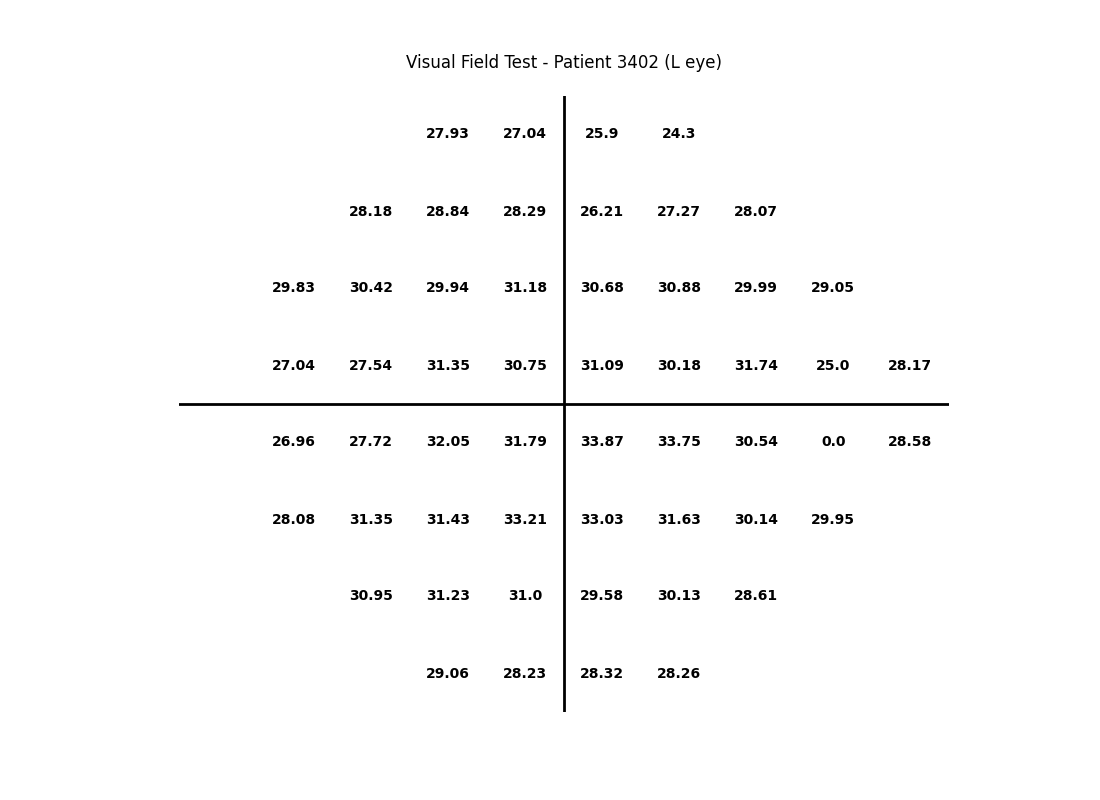 Visual Field Test - Patient 3402 (L eye)
27.93 27.04 25.9 24.3
28.18 28.84 28.29 26.21 27.27 28.07
29.83 30.42 29.94 31.18 30.68 30.88 29.99 29.05
27.04 27.54 31.35 30.75 31.09 30.18 31.74 25.0 28.17
26.96 27.72 32.05 31.79 33.87 33.75 30.54 0.0 28.58
28.08 31.35 31.43 33.21 33.03 31.63 30.14 29.95
30.95 31.23 31.0 29.58 30.13 28.61
29.06 28.23 28.32 28.26